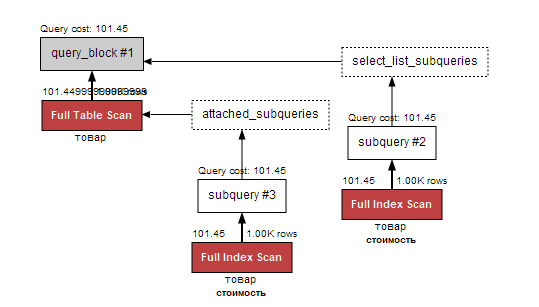 Query cost: 101.45
query_block #1
select_list_subqueries
Full Table Scan
товар
attached_subqueries
Query cost: 101.45
subquery #2
Query cost: 101.45
subquery #3
101.45 1.00K rows
Full Index Scan
товар
стоимость
101.45 1.00K rows
Full Index Scan
товар
стоимость